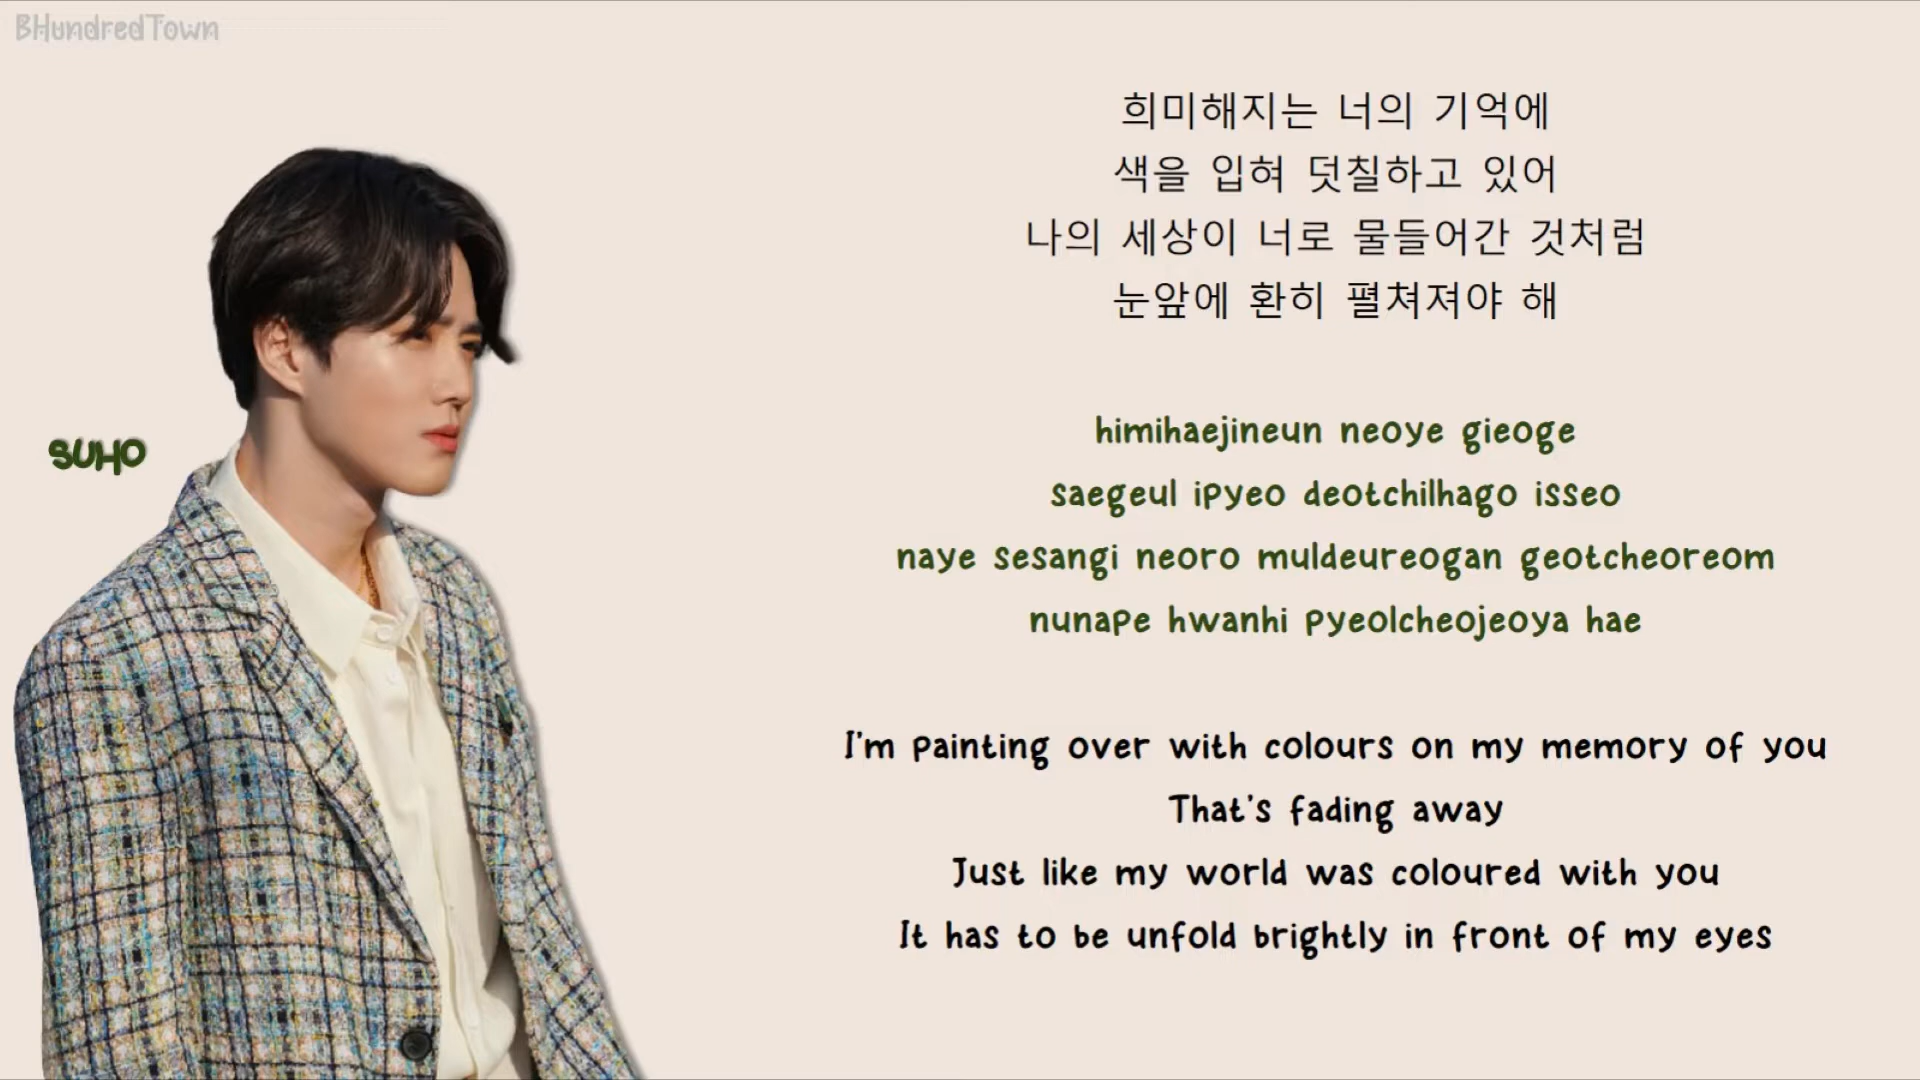 BHundredTown
희미해지는 너의 기억에
색을 입혀 덧칠하고 있어
나의 세상이 너로 물들어간 것처럼
눈앞에 환히 펼쳐져야 해
SUHO
himihaejineun neoye gieoge
saegeul ipyeo deotchilhago isseo
naye sesangi neoro muldeureogan geotcheoreom
nunape hwanhi pyeolcheojeoya hae
I'm painting over with colours on my memory of you
That's fading away
Just like my world was coloured with you
It has to be unfold brightly in front of my eyes